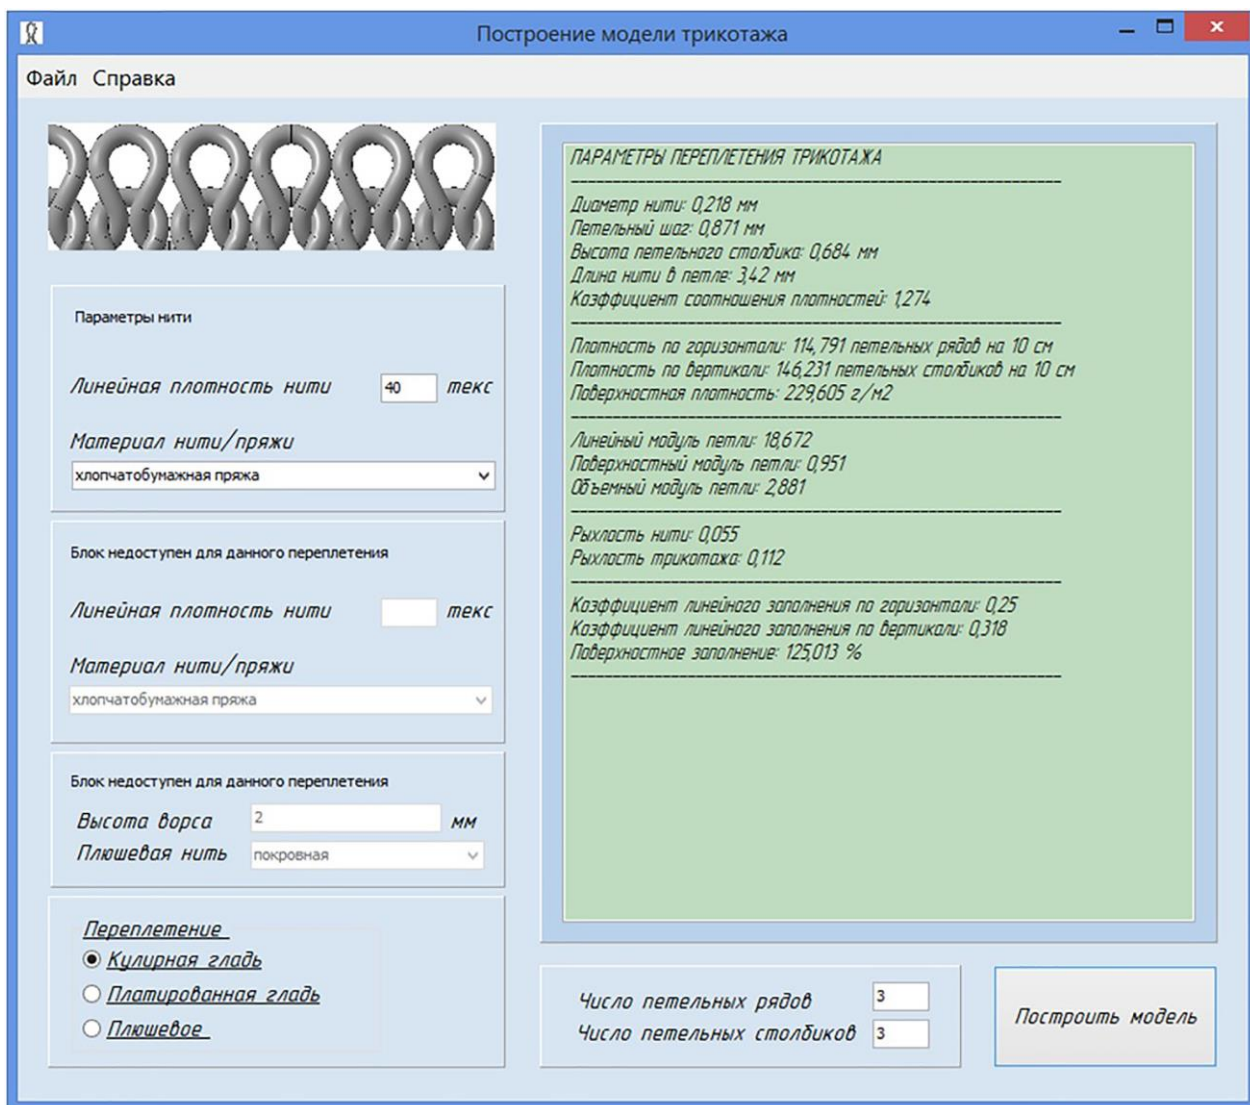 Построение модели трикотажа
Файл Справка
Параметры нити
Линейная плотность нити 40 текс
Материал нити/пряжи
хлопчатобумажная пряжа
Блок недоступен для данного переплетения
Линейная плотность нити текс
Материал нити/пряжи
хлопчатобумажная пряжа
Блок недоступен для данного переплетения
Высота ворса 2 мм
Плюшевая нить покровная
Переплетение
Кулирная гладь
Платированная гладь
Плюшевое
ПАРАМЕТРЫ ПЕРЕПЛЕТЕНИЯ ТРИКОТАЖА
Диаметр нити: 0,218 мм
Петельный шаг: 0,871 мм
Высота петельного столбика: 0,684 мм
Длина нити в петле: 3,42 мм
Коэффициент соотношения плотностей: 1,274
Плотность по горизонтали: 114,791 петельных рядов на 10 см
Плотность по вертикали: 146,231 петельных столбиков на 10 см
Поверхностная плотность: 229,605 г/м2
Линейный модуль петли: 18,672
Поверхностный модуль петли: 0,951
Объемный модуль петли: 2,881
Рыхлость нити: 0,055
Рыхлость трикотажа: 0,112
Коэффициент линейного заполнения по горизонтали: 0,25
Коэффициент линейного заполнения по вертикали: 0,318
Поверхностное заполнение: 125,013 %
Число петельных рядов 3
Число петельных столбиков 3
Построить модель